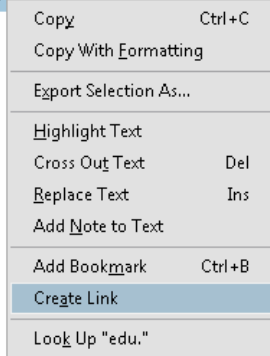 Copy Ctrl+C
Copy With Formatting
Export Selection As...
Highlight Text
Cross Out Text Del
Replace Text Ins
Add Note to Text
Add Bookmark Ctrl+B
Create Link
Look Up "edu."